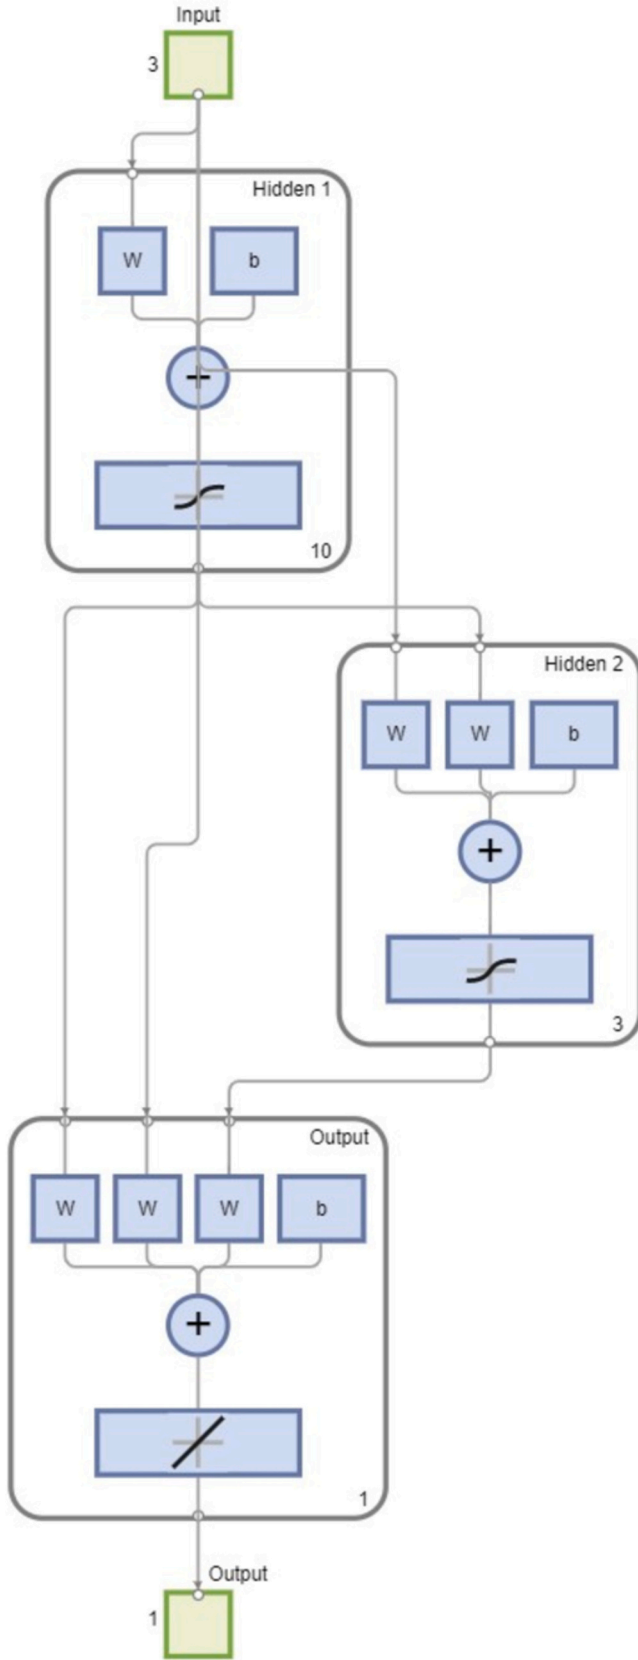 Input
3
Hidden 1
W b
+
10
Hidden 2
W W b
+
3
Output
W W W b
+
1
Output
1